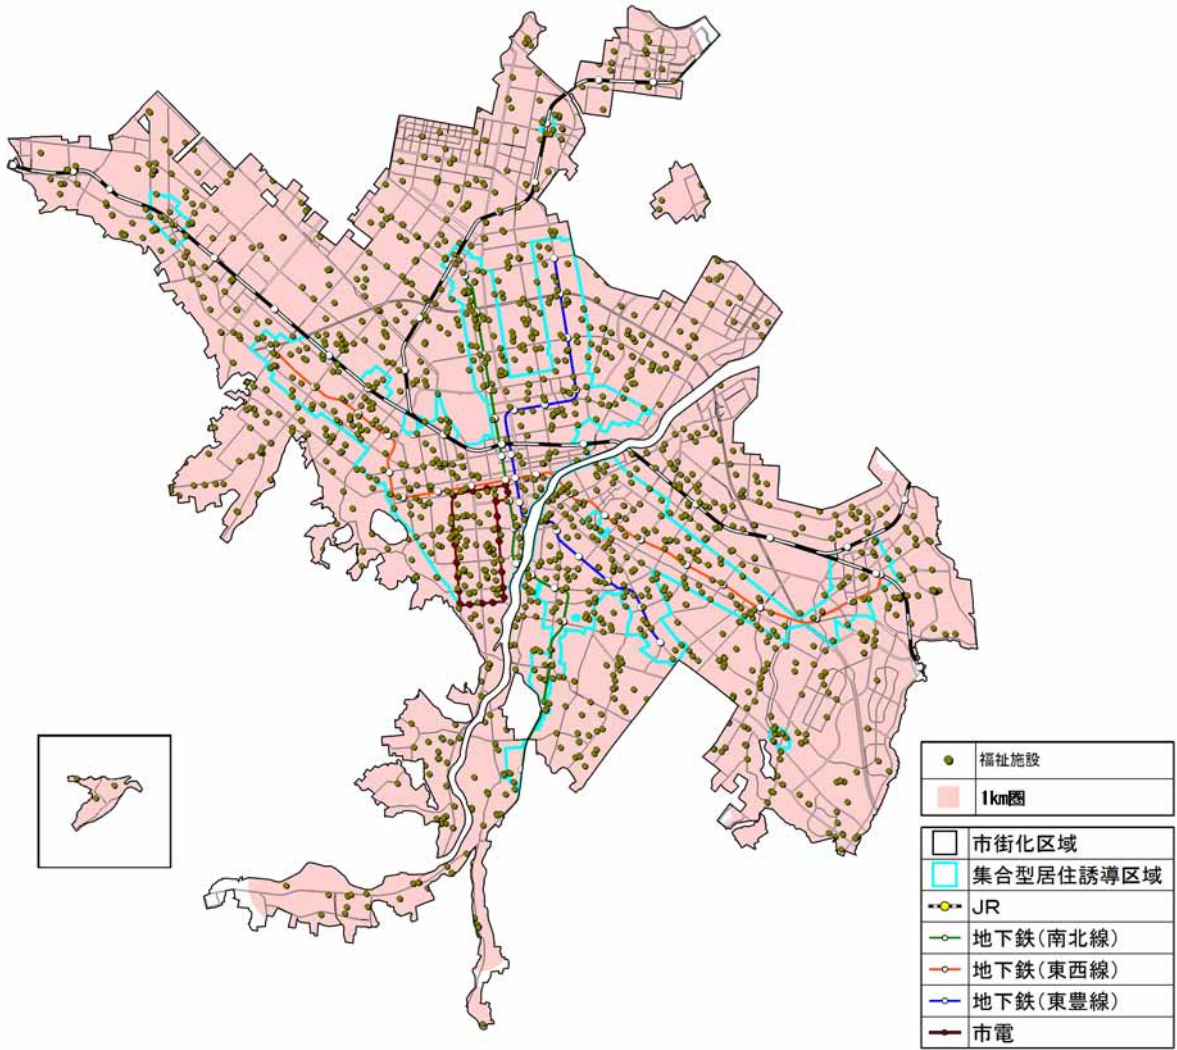 福祉施設
1km圏
市街化区域
集合型居住誘導区域
JR
地下鉄(南北線)
地下鉄(東西線)
地下鉄(東豊線)
市電